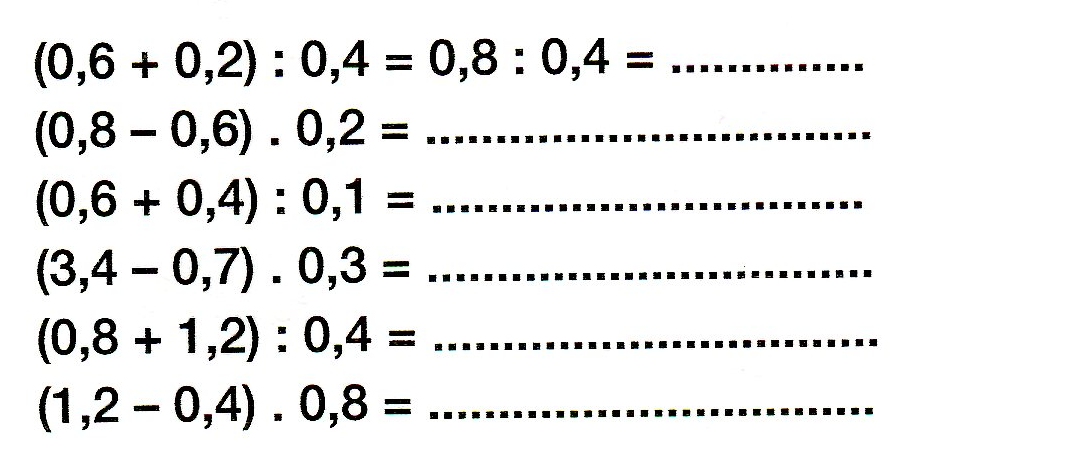 (0,6 + 0,2) : 0,4 = 0,8 : 0,4 = ..............
(0,8 – 0,6) . 0,2 = ................................
(0,6 + 0,4) : 0,1 = ...............................
(3,4 – 0,7) . 0,3 = ................................
(0,8 + 1,2) : 0,4 = ................................
(1,2 – 0,4) . 0,8 = ................................